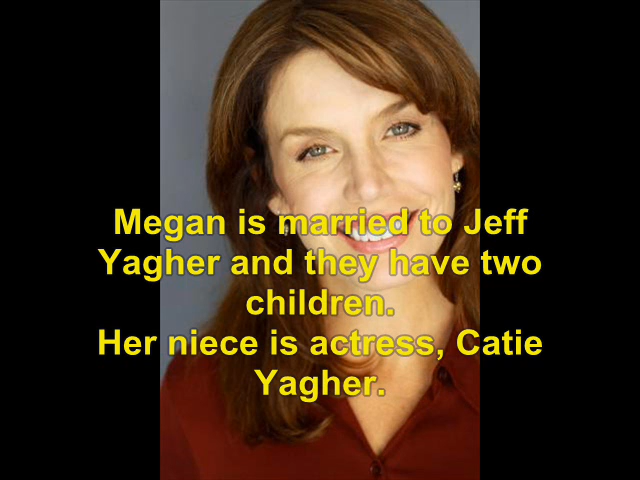 Megan is married to Jeff
Yagher and they have two
children.
Her niece is actress, Catie
Yagher.